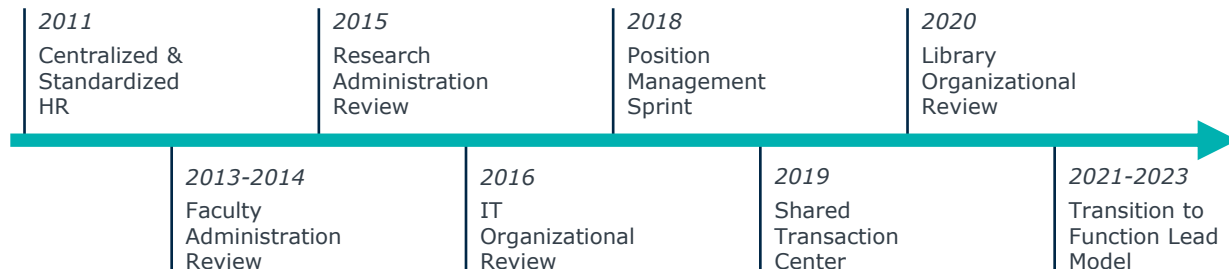 2011
Centralized &
Standardized
HR
2015
Research
Administration
Review
2018
Position
Management
Sprint
2020
Library
Organizational
Review
2013-2014
Faculty
Administration
Review
2016
IT
Organizational
Review
2019
Shared
Transaction
Center
2021-2023
Transition to
Function Lead
Model